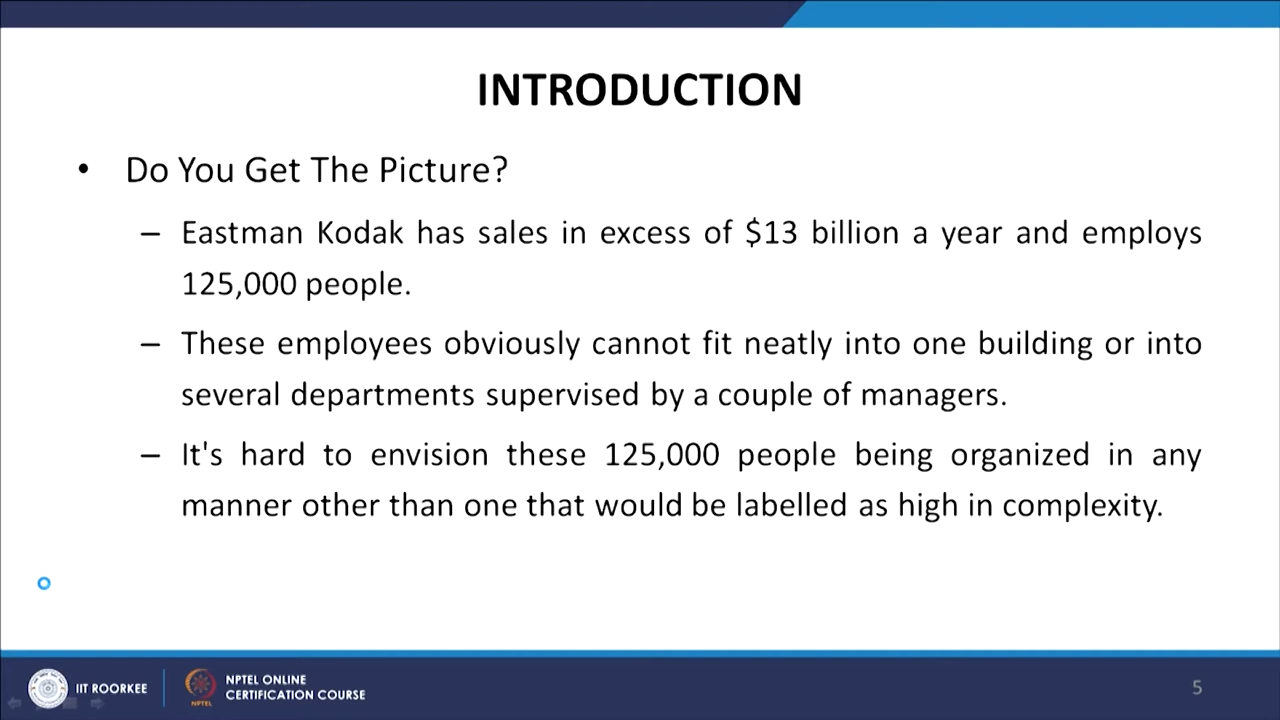 INTRODUCTION
• Do You Get The Picture?
– Eastman Kodak has sales in excess of $13 billion a year and employs
125,000 people.
– These employees obviously cannot fit neatly into one building or into
several departments supervised by a couple of managers.
– It's hard to envision these 125,000 people being organized in any
manner other than one that would be labelled as high in complexity.
IIT ROORKEE
NPTEL
NPTEL ONLINE
CERTIFICATION COURSE
5